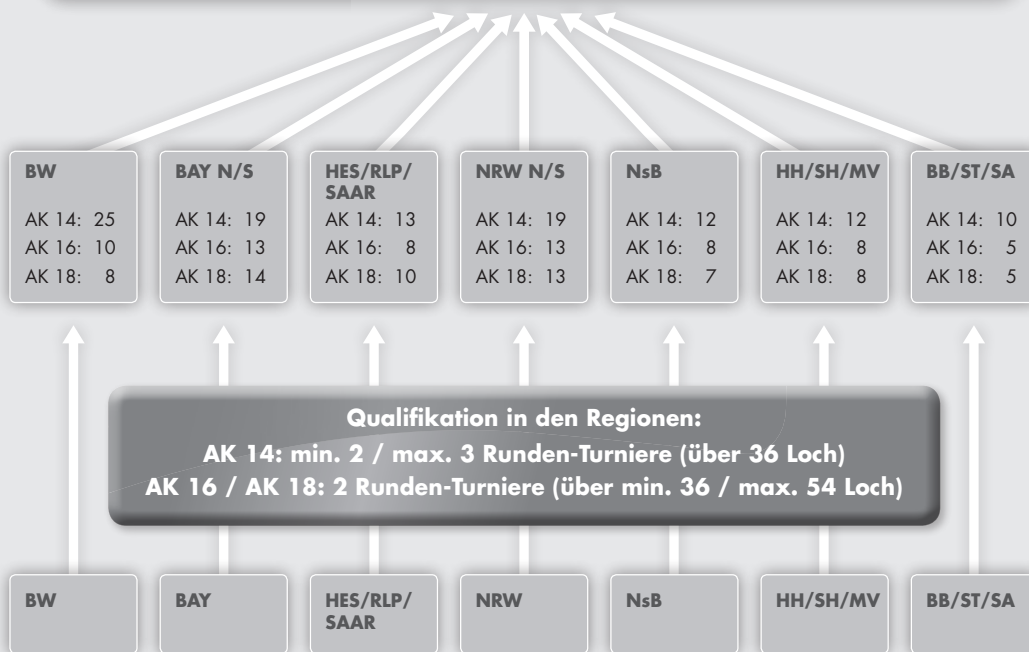 BW
AK 14: 25
AK 16: 10
AK 18: 8
BAY N/S
AK 14: 19
AK 16: 13
AK 18: 14
HES/RLP/
SAAR
AK 14: 13
AK 16: 8
AK 18: 10
NRW N/S
AK 14: 19
AK 16: 13
AK 18: 13
NsB
AK 14: 12
AK 16: 8
AK 18: 7
HH/SH/MV
AK 14: 12
AK 16: 8
AK 18: 8
BB/ST/SA
AK 14: 10
AK 16: 5
AK 18: 5
Qualifikation in den Regionen:
AK 14: min. 2 / max. 3 Runden-Turniere (über 36 Loch)
AK 16 / AK 18: 2 Runden-Turniere (über min. 36 / max. 54 Loch)
BW
BAY
HES/RLP/
SAAR
NRW
NsB
HH/SH/MV
BB/ST/SA